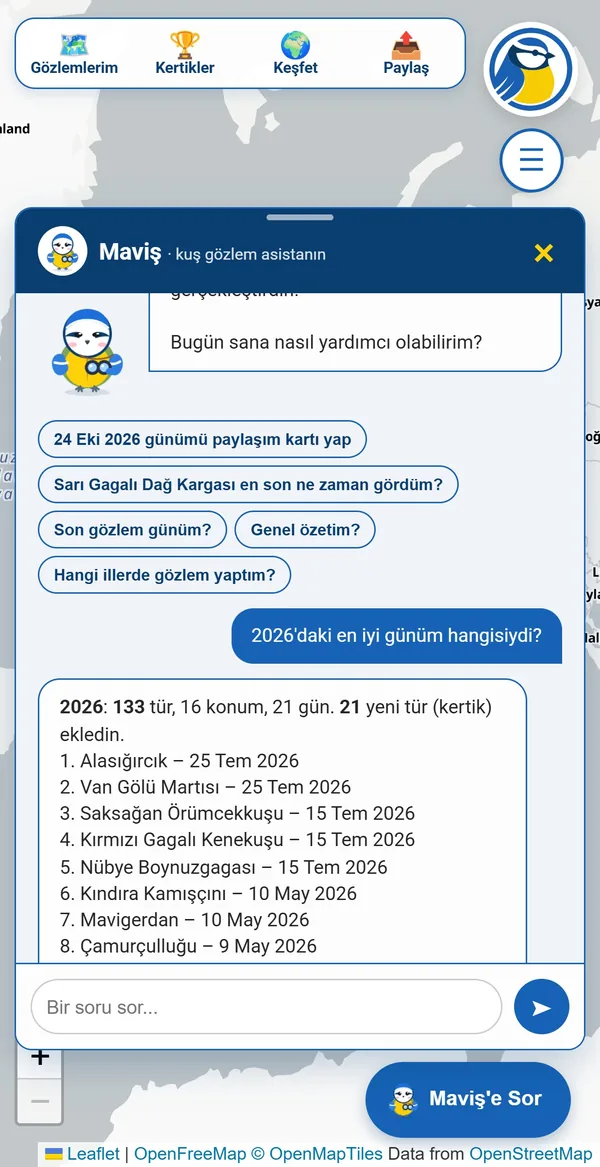 Gözlemlerim
Kertikler
Keşfet
Paylaş
Maviş · kuş gözlem asistanın
gerçekleştirdin.
Bugün sana nasıl yardımcı olabilirim?
24 Eki 2026 günümü paylaşım kartı yap
Sarı Gagalı Dağ Kargası en son ne zaman gördüm?
Son gözlem günüm?
Genel özetim?
Hangi illerde gözlem yaptım?
2026'daki en iyi günüm hangisiydi?
2026: 133 tür, 16 konum, 21 gün. 21 yeni tür (kertik)
ekledin.
1. Alasığırcık – 25 Tem 2026
2. Van Gölü Martısı – 25 Tem 2026
3. Saksağan Örümcekkuşu – 15 Tem 2026
4. Kırmızı Gagalı Kenekuşu – 15 Tem 2026
5. Nübye Boynuzgagası – 15 Tem 2026
6. Kındıra Kamışçını – 10 May 2026
7. Mavigerdan – 10 May 2026
8. Çamurçulluğu – 9 May 2026
Bir soru sor...
+
−
Maviş'e Sor
Leaflet | OpenFreeMap © OpenMapTiles Data from OpenStreetMap